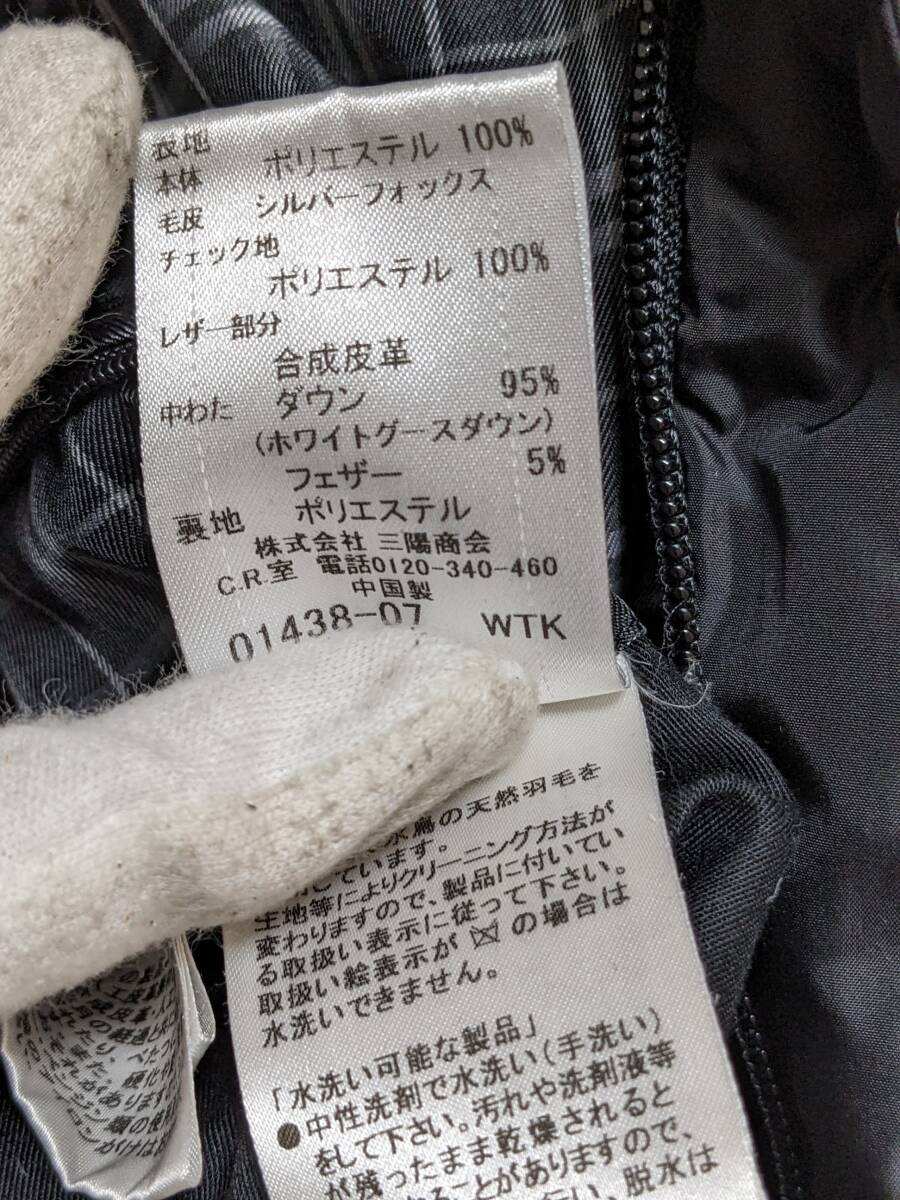 表地
本体 ポリエステル 100%
毛皮 シルバーフォックス
チェック地
ポリエステル 100%
レザー部分
合成皮革
中わた ダウン 95%
(ホワイトグースダウン)
フェザー 5%
裏地 ポリエステル
株式会社 三陽商会
C.R.室 電話0120-340-460
中国製
01438-07 WTK
水鳥の天然羽毛を
しています。
生地等によりクリーニング方法が
変わりますので、製品に付いてい
る取扱い表示に従って下さい。
取扱い絵表示が の場合は
水洗いできません。
「水洗い可能な製品」
●中性洗剤で水洗い(手洗い)
をして下さい。汚れや洗剤液等
が残ったまま乾燥されると
ことがありますので、
い、脱水は